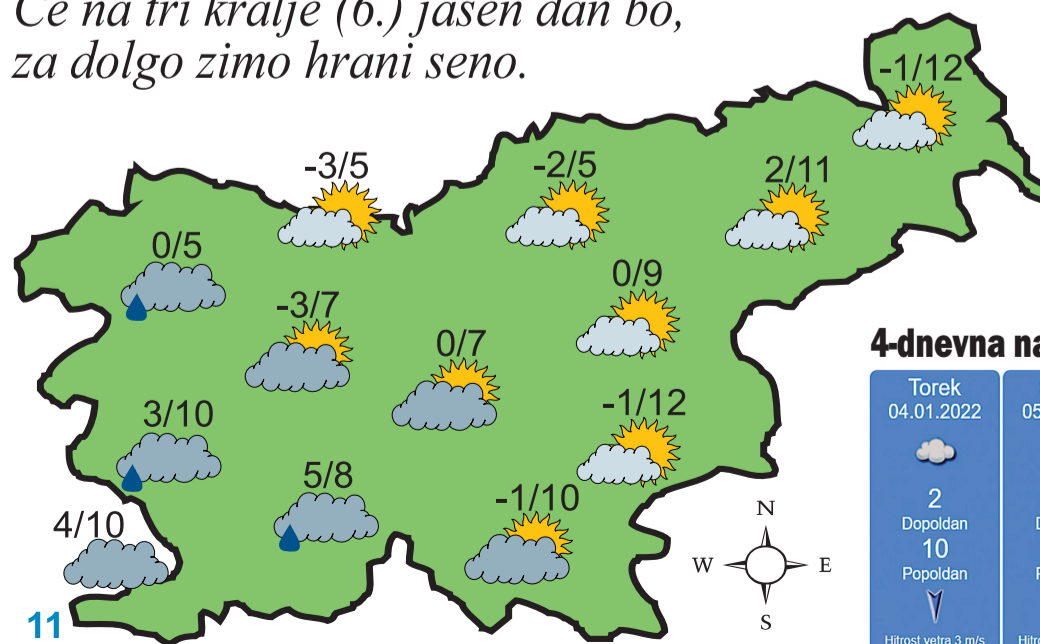 Če na tri kralje (6.) jasen dan bo,
za dolgo zimo hrani seno.
-1/12
-3/5
-2/5
2/11
0/5
0/9
-3/7
0/7
3/10
-1/12
5/8
-1/10
4/10
N
W
E
S
11
4-dnevna
Torek
04.01.2022
2
Dopoldan
10
Popoldan
Hitrost vetra 3 m/s